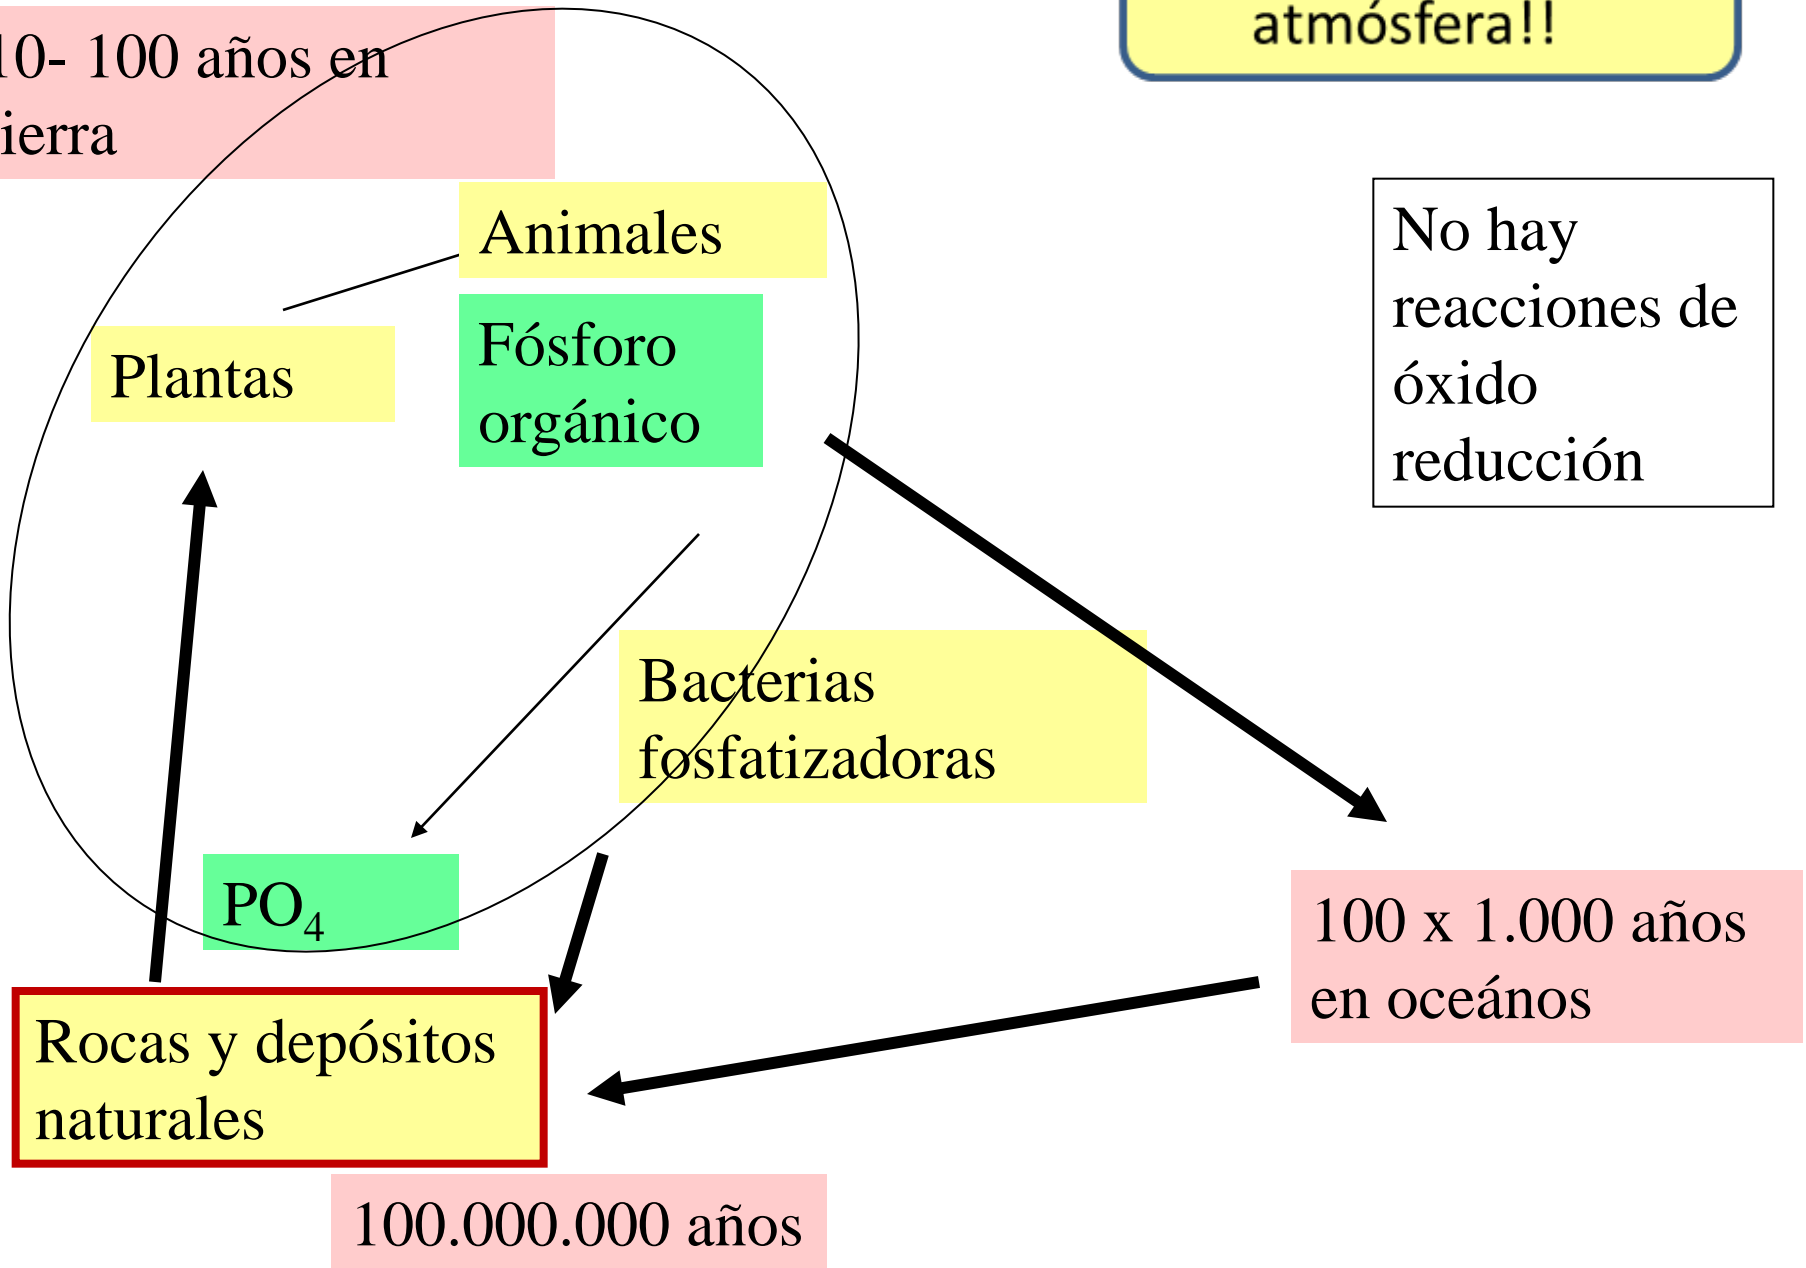 10- 100 años en
ierra
atmósfera!!
Animales
No hay
reacciones de
óxido
reducción
Fósforo
orgánico
Plantas
Bacterias
fosfatizadoras
PO₄
100 x 1.000 años
en oceános
Rocas y depósitos
naturales
100.000.000 años